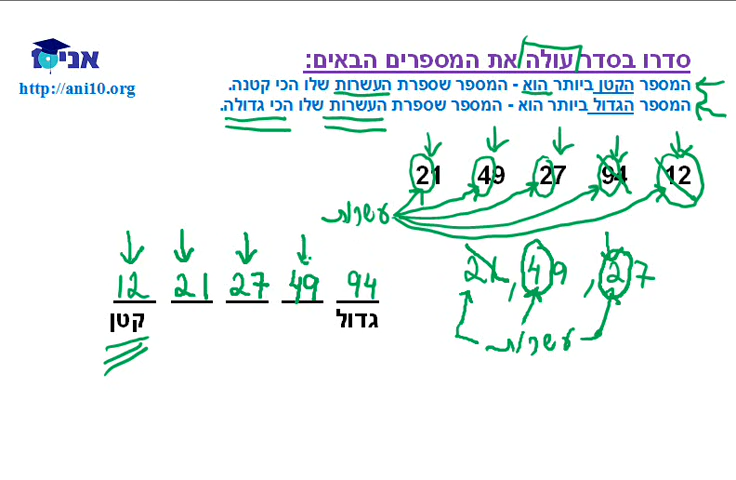 אני10
http://ani10.org
סדרו בסדר עולה את המספרים הבאים:
המספר הקטן ביותר הוא - המספר שספרת העשרות שלו הכי קטנה.
המספר הגדול ביותר הוא - המספר שספרת העשרות שלו הכי גדולה.
21 49 27 94 12
עשרות
12 21 27 49 94
קטן גדול
21, 49, 27
עשרות